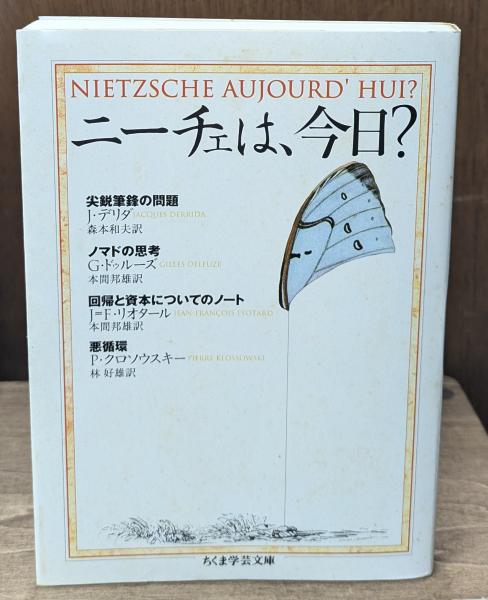 NIETZSCHE AUJOURD' HUI?
ニーチェは、今日?
尖鋭筆鋒の問題
J・デリダ JACQUES DERRIDA
森本和夫訳
ノマドの思考
G・ドゥルーズ GILLES DELEUZE
本間邦雄訳
回帰と資本についてのノート
J=F・リオタール JEAN-FRANÇOIS LYOTARD
本間邦雄訳
悪循環
P・クロソウスキー PIERRE KLOSSOWSKI
林 好雄訳
ちくま学芸文庫